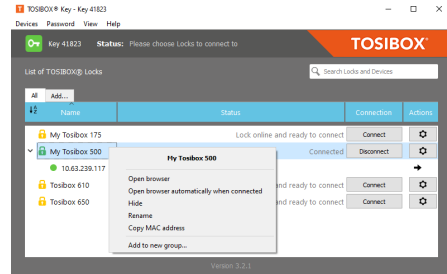 TOSIBOX® Key - Key 41823
Devices Password View Help
Key 41823 Status: Please choose Locks to connect to
TOSIBOX®
List of TOSIBOX® Locks
Search Locks and Devices
All Add...
Name Status Connection Actions
My Tosibox 175 Lock online and ready to connect Connect
My Tosibox 500 Connected Disconnect
My Tosibox 500
10.63.239.117
Open browser
Open browser automatically when connected
Tosibox 610 and ready to connect Connect
Hide
Tosibox 650 and ready to connect Connect
Rename
Copy MAC address
Add to new group...
Version 3.2.1